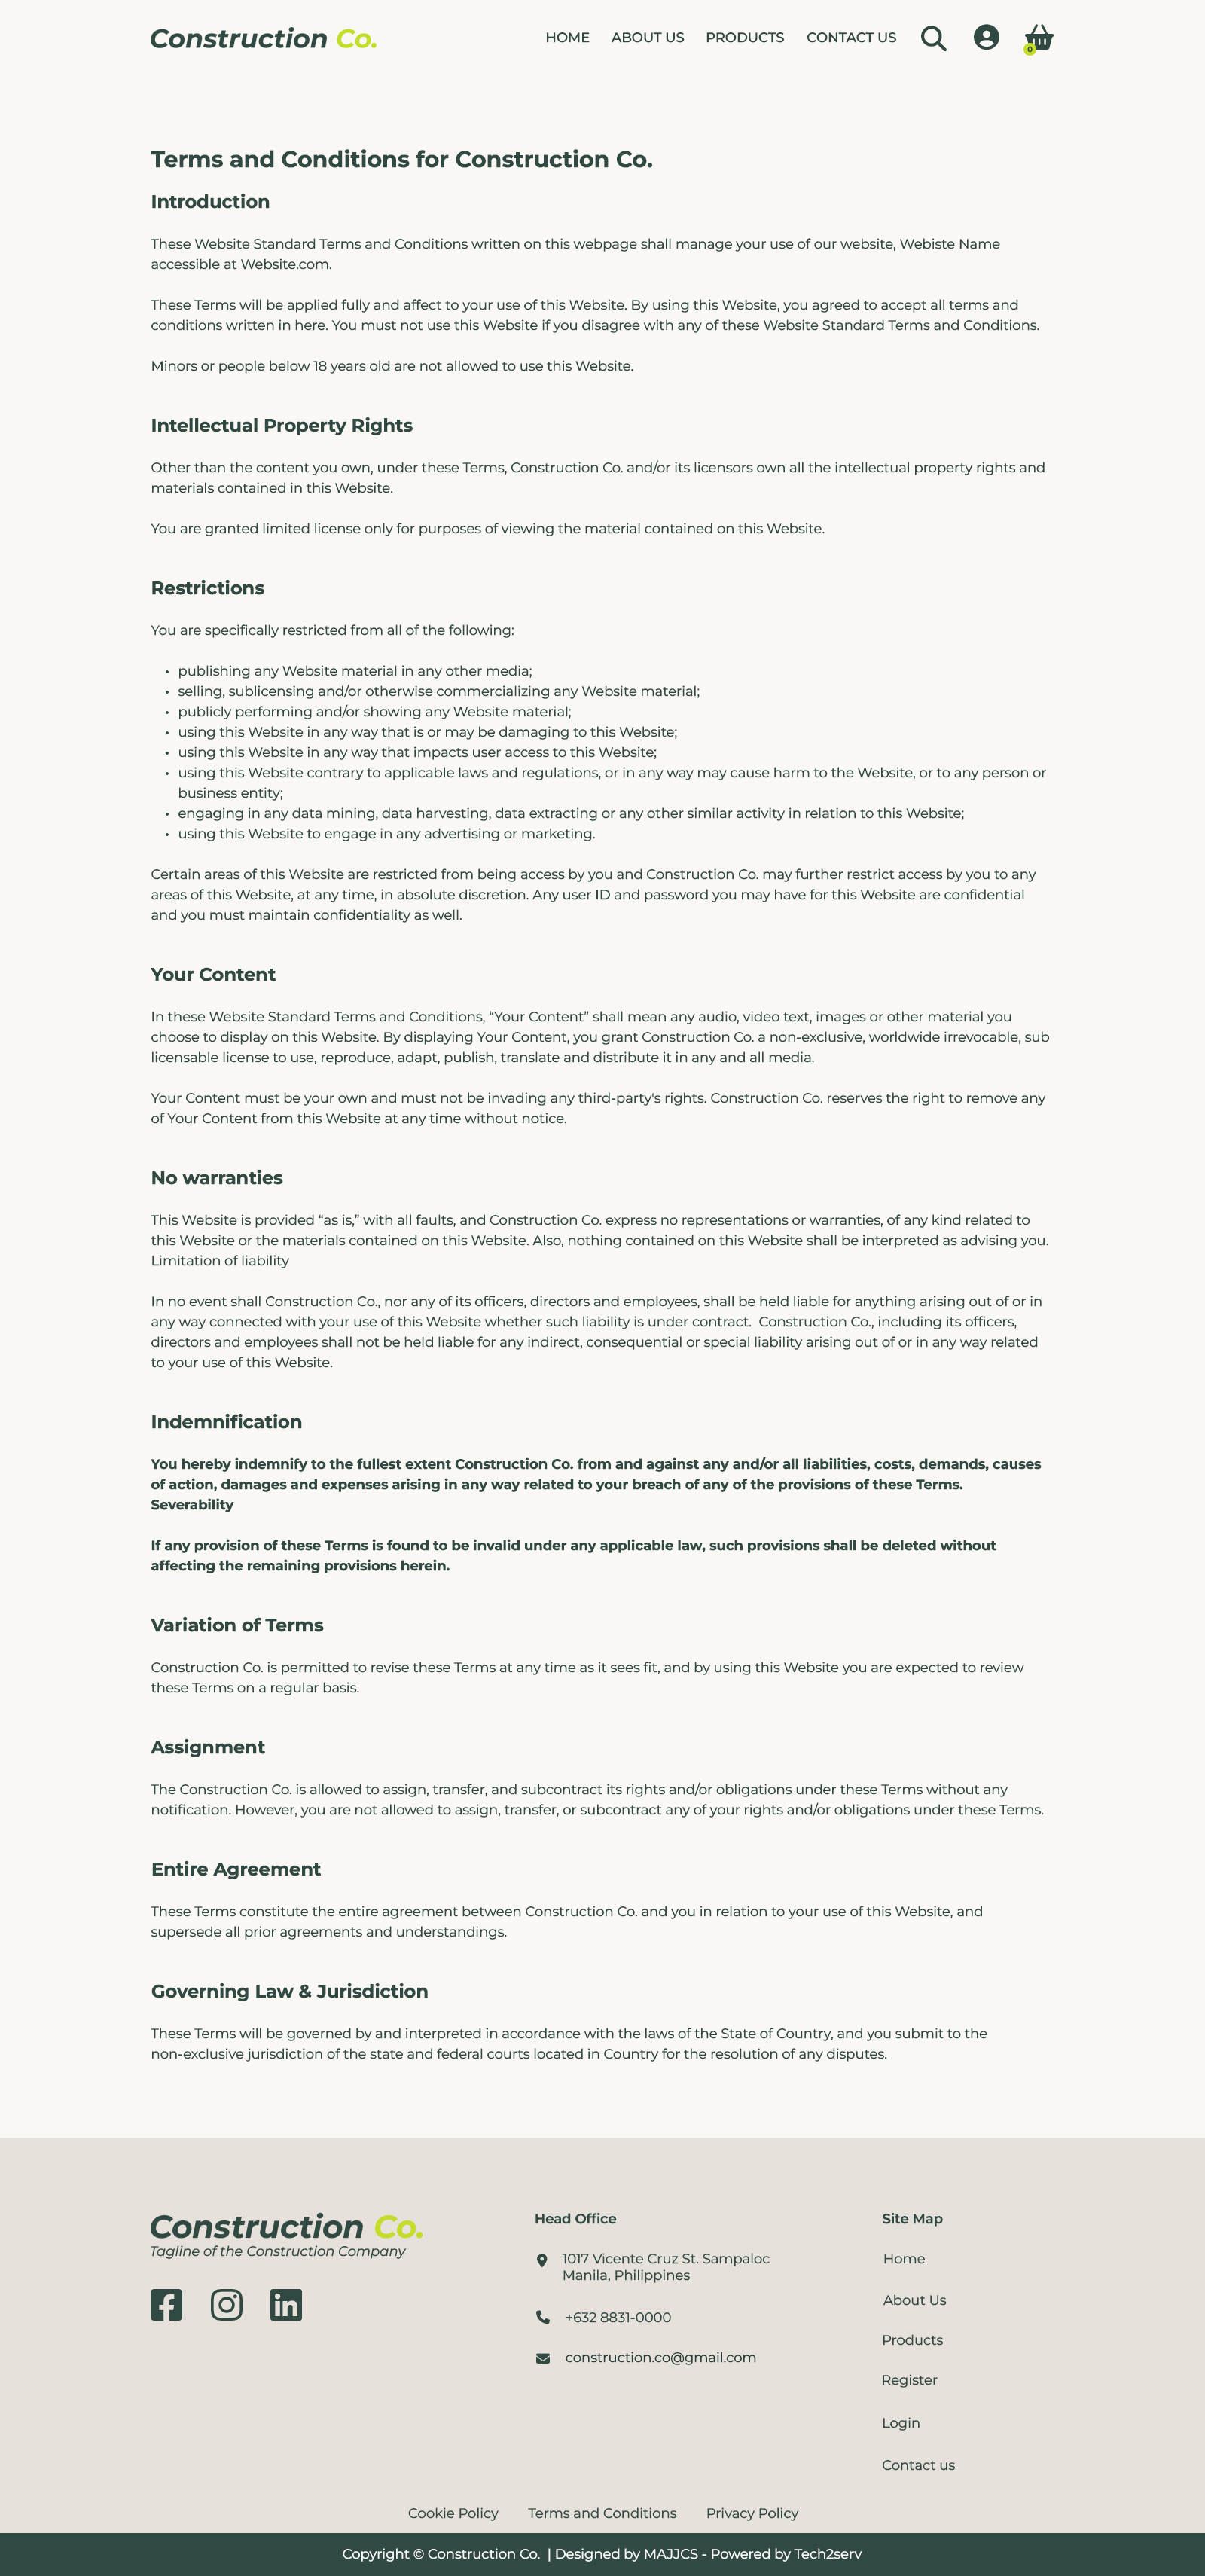 Construction Co.
HOME ABOUT US PRODUCTS CONTACT US
0
Terms and Conditions for Construction Co.
Introduction
These Website Standard Terms and Conditions written on this webpage shall manage your use of our website, Webiste Name
accessible at Website.com.
These Terms will be applied fully and affect to your use of this Website. By using this Website, you agreed to accept all terms and
conditions written in here. You must not use this Website if you disagree with any of these Website Standard Terms and Conditions.
Minors or people below 18 years old are not allowed to use this Website.
Intellectual Property Rights
Other than the content you own, under these Terms, Construction Co. and/or its licensors own all the intellectual property rights and
materials contained in this Website.
You are granted limited license only for purposes of viewing the material contained on this Website.
Restrictions
You are specifically restricted from all of the following:
• publishing any Website material in any other media;
• selling, sublicensing and/or otherwise commercializing any Website material;
• publicly performing and/or showing any Website material;
• using this Website in any way that is or may be damaging to this Website;
• using this Website in any way that impacts user access to this Website;
• using this Website contrary to applicable laws and regulations, or in any way may cause harm to the Website, or to any person or
business entity;
• engaging in any data mining, data harvesting, data extracting or any other similar activity in relation to this Website;
• using this Website to engage in any advertising or marketing.
Certain areas of this Website are restricted from being access by you and Construction Co. may further restrict access by you to any
areas of this Website, at any time, in absolute discretion. Any user ID and password you may have for this Website are confidential
and you must maintain confidentiality as well.
Your Content
In these Website Standard Terms and Conditions, “Your Content” shall mean any audio, video text, images or other material you
choose to display on this Website. By displaying Your Content, you grant Construction Co. a non-exclusive, worldwide irrevocable, sub
licensable license to use, reproduce, adapt, publish, translate and distribute it in any and all media.
Your Content must be your own and must not be invading any third-party's rights. Construction Co. reserves the right to remove any
of Your Content from this Website at any time without notice.
No warranties
This Website is provided “as is,” with all faults, and Construction Co. express no representations or warranties, of any kind related to
this Website or the materials contained on this Website. Also, nothing contained on this Website shall be interpreted as advising you.
Limitation of liability
In no event shall Construction Co., nor any of its officers, directors and employees, shall be held liable for anything arising out of or in
any way connected with your use of this Website whether such liability is under contract.  Construction Co., including its officers,
directors and employees shall not be held liable for any indirect, consequential or special liability arising out of or in any way related
to your use of this Website.
Indemnification
You hereby indemnify to the fullest extent Construction Co. from and against any and/or all liabilities, costs, demands, causes
of action, damages and expenses arising in any way related to your breach of any of the provisions of these Terms.
Severability
If any provision of these Terms is found to be invalid under any applicable law, such provisions shall be deleted without
affecting the remaining provisions herein.
Variation of Terms
Construction Co. is permitted to revise these Terms at any time as it sees fit, and by using this Website you are expected to review
these Terms on a regular basis.
Assignment
The Construction Co. is allowed to assign, transfer, and subcontract its rights and/or obligations under these Terms without any
notification. However, you are not allowed to assign, transfer, or subcontract any of your rights and/or obligations under these Terms.
Entire Agreement
These Terms constitute the entire agreement between Construction Co. and you in relation to your use of this Website, and
supersede all prior agreements and understandings.
Governing Law & Jurisdiction
These Terms will be governed by and interpreted in accordance with the laws of the State of Country, and you submit to the
non-exclusive jurisdiction of the state and federal courts located in Country for the resolution of any disputes.
Construction Co.
Tagline of the Construction Company
Head Office
1017 Vicente Cruz St. Sampaloc
Manila, Philippines
+632 8831-0000
construction.co@gmail.com
Site Map
Home
About Us
Products
Register
Login
Contact us
Cookie Policy Terms and Conditions Privacy Policy
Copyright © Construction Co.  | Designed by MAJJCS - Powered by Tech2serv